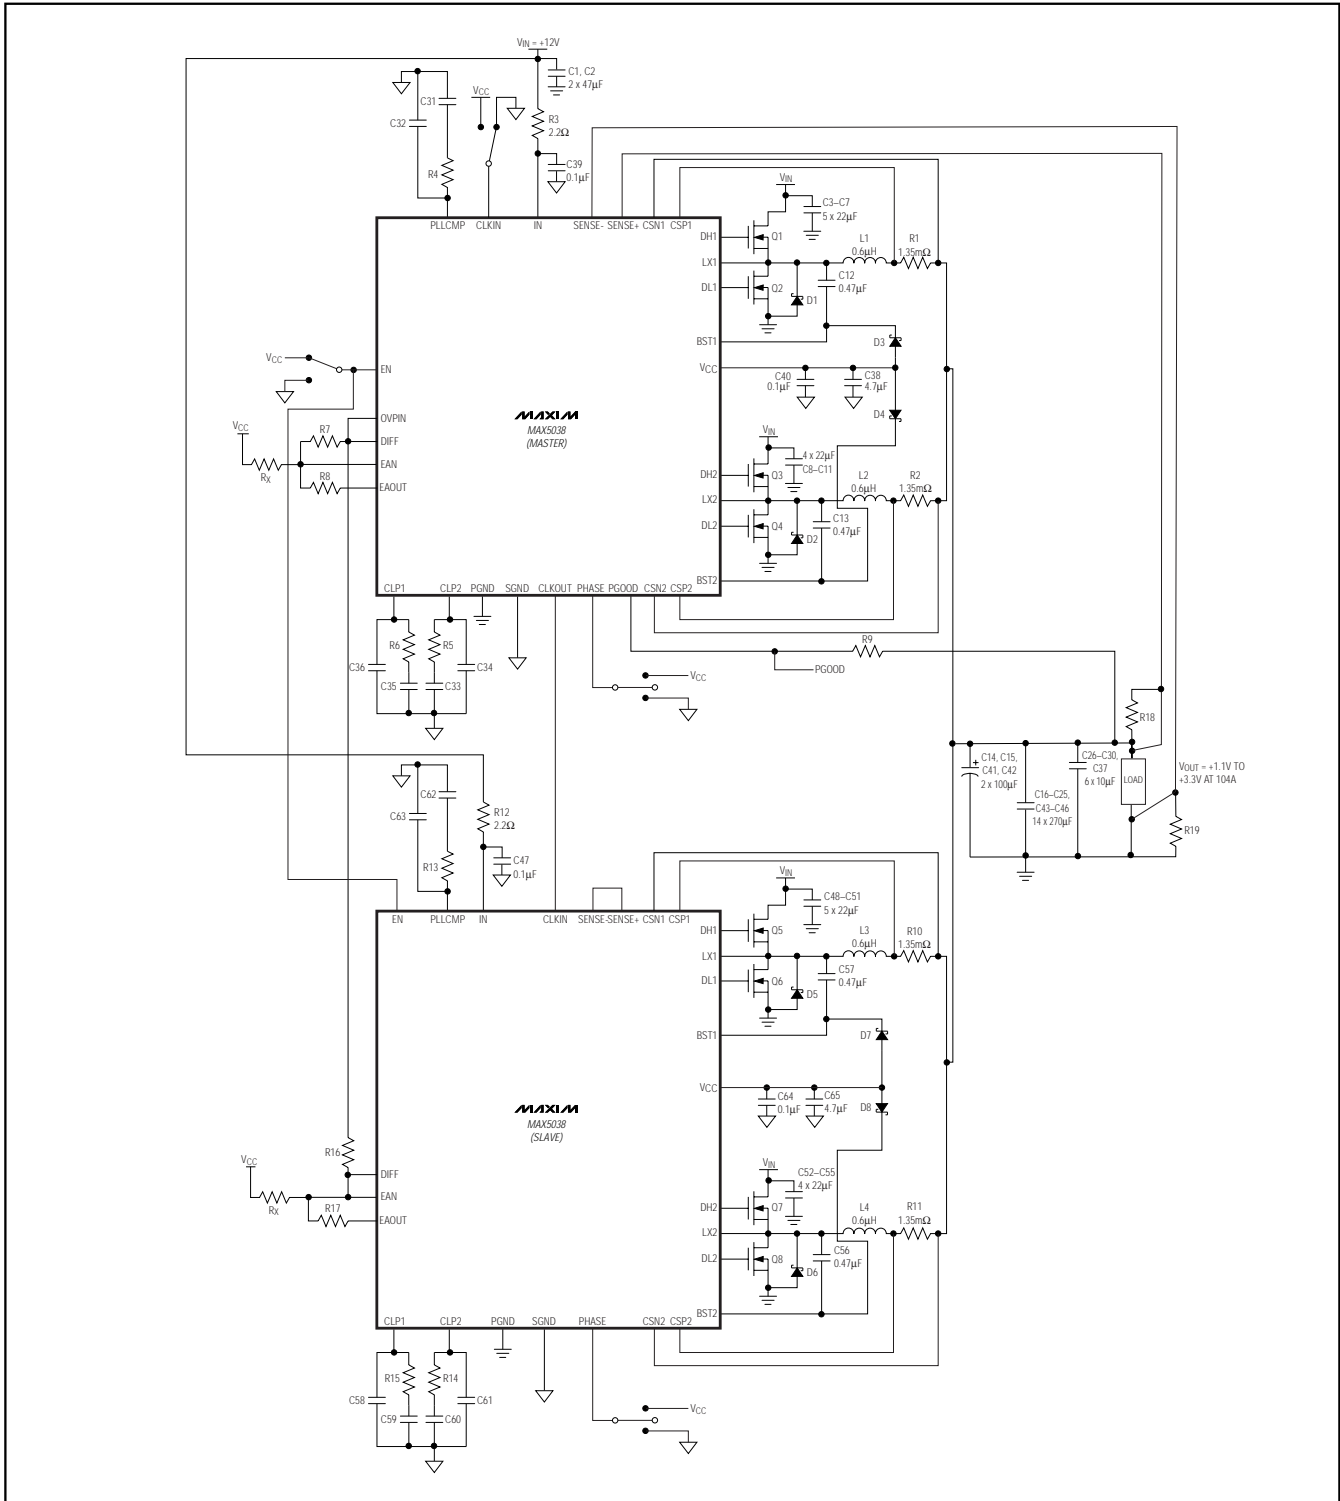 VIN = +12V
C1, C2
2 x 47µF
C31
C32
R4
VCC
R3
2.2Ω
C39
0.1µF
PLLCMP
CLKIN
IN
SENSE-
SENSE+
CSN1
CSP1
VIN
C3–C7
5 x 22µF
DH1
Q1
LX1
L1
0.6µH
R1
1.35mΩ
C12
0.47µF
DL1
Q2
D1
BST1
D3
VCC
EN
VCC
C40
0.1µF
C38
4.7µF
D4
MAXIM
MAX5038
(MASTER)
OVPIN
VCC
R7
DIFF
RX
EAN
R8
EAOUT
VIN
4 x 22µF
C8–C11
DH2
Q3
LX2
L2
0.6µH
R2
1.35mΩ
C13
0.47µF
DL2
Q4
D2
BST2
CLP1
CLP2
PGND
SGND
CLKOUT
PHASE
PGOOD
CSN2
CSP2
R6
R5
C36
C34
C35
C33
R9
PGOOD
VCC
R18
C14, C15,
C41, C42
2 x 100µF
C16–C25,
C43–C46
14 x 270µF
C26–C30,
C37
6 x 10µF
LOAD
VOUT = +1.1V TO
+3.3V AT 104A
R19
C62
C63
R13
R12
2.2Ω
C47
0.1µF
EN
PLLCMP
IN
CLKIN
SENSE-
SENSE+
CSN1
CSP1
VIN
C48–C51
5 x 22µF
DH1
Q5
LX1
L3
0.6µH
R10
1.35mΩ
C57
0.47µF
DL1
Q6
D5
BST1
D7
VCC
C64
0.1µF
C65
4.7µF
D8
MAXIM
MAX5038
(SLAVE)
R16
VCC
DIFF
RX
EAN
R17
EAOUT
VIN
C52–C55
4 x 22µF
DH2
Q7
LX2
L4
0.6µH
R11
1.35mΩ
C56
0.47µF
DL2
Q8
D6
BST2
CLP1
CLP2
PGND
SGND
PHASE
CSN2
CSP2
R15
R14
C58
C61
C59
C60
VCC